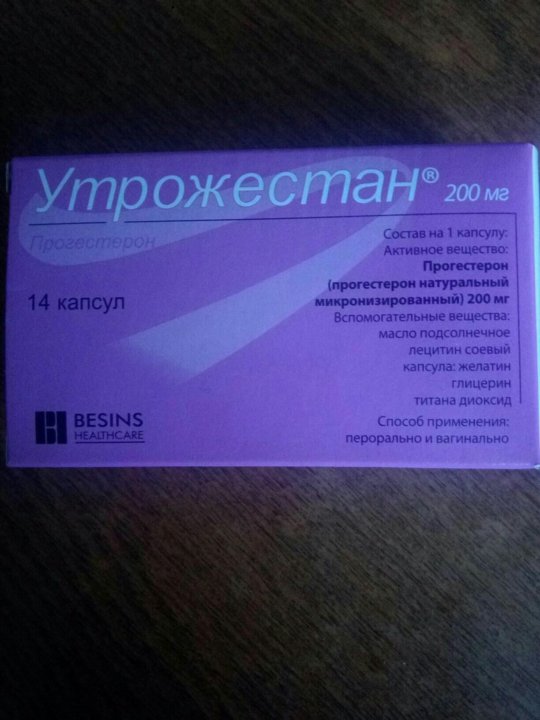 Утрожестан® 200 мг
Прогестерон
14 капсул
Состав на 1 капсулу:
Активное вещество:
Прогестерон
(прогестерон натуральный
микронизированный) 200 мг
Вспомогательные вещества:
масло подсолнечное
лецитин соевый
капсула: желатин
глицерин
титана диоксид
Способ применения:
перорально и вагинально
BESINS
HEALTHCARE